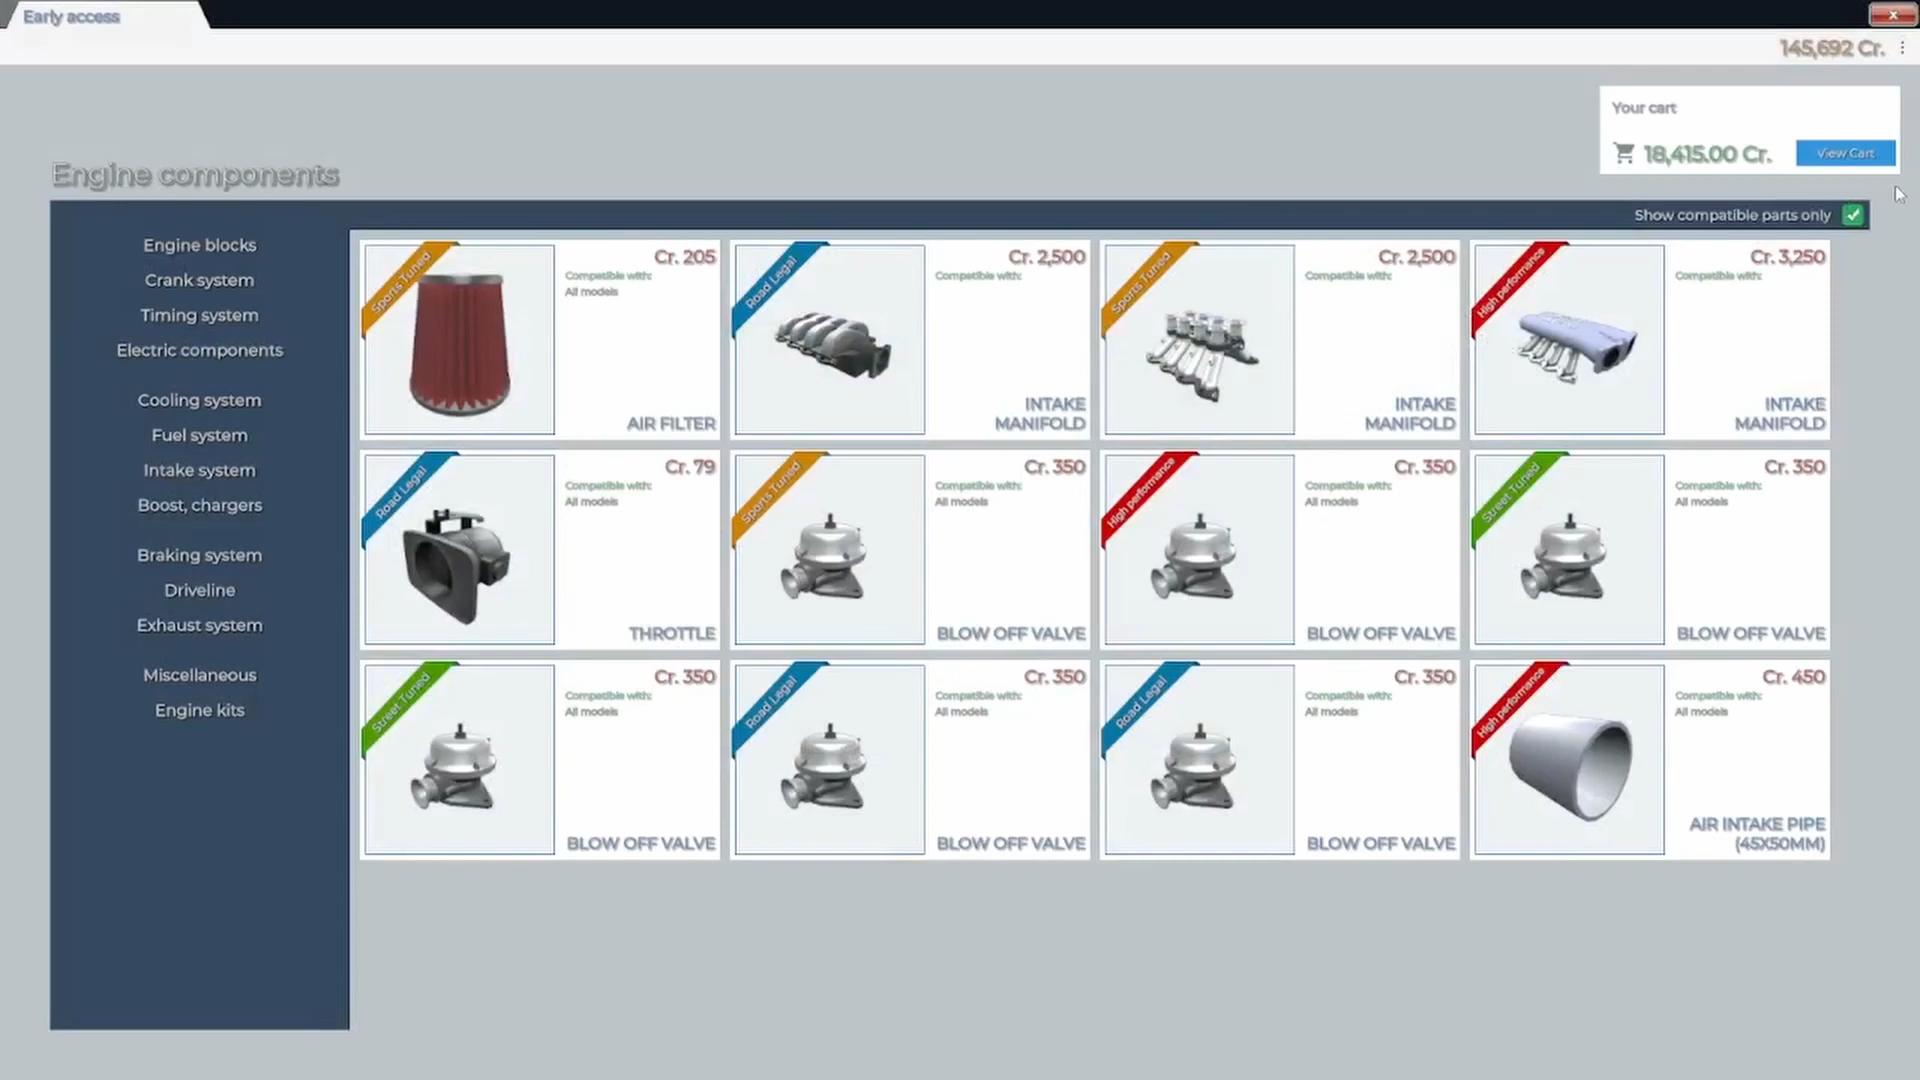 Early access
145,692 Cr.
Your cart
18,415.00 Cr.
View Cart
Engine components
Show compatible parts only
Engine blocks
Crank system
Timing system
Electric components
Cooling system
Fuel system
Intake system
Boost, chargers
Braking system
Driveline
Exhaust system
Miscellaneous
Engine kits
Sports Tuned
Cr. 205
Compatible with:
All models
AIR FILTER
Road Legal
Cr. 2,500
Compatible with:
INTAKE
MANIFOLD
Sports Tuned
Cr. 2,500
Compatible with:
INTAKE
MANIFOLD
High performance
Cr. 3,250
Compatible with:
INTAKE
MANIFOLD
Road Legal
Cr. 79
Compatible with:
All models
THROTTLE
Sports Tuned
Cr. 350
Compatible with:
All models
BLOW OFF VALVE
High performance
Cr. 350
Compatible with:
All models
BLOW OFF VALVE
Street Tuned
Cr. 350
Compatible with:
All models
BLOW OFF VALVE
Street Tuned
Cr. 350
Compatible with:
All models
BLOW OFF VALVE
Road Legal
Cr. 350
Compatible with:
All models
BLOW OFF VALVE
Road Legal
Cr. 350
Compatible with:
All models
BLOW OFF VALVE
High performance
Cr. 450
Compatible with:
All models
AIR INTAKE PIPE
(45X50MM)